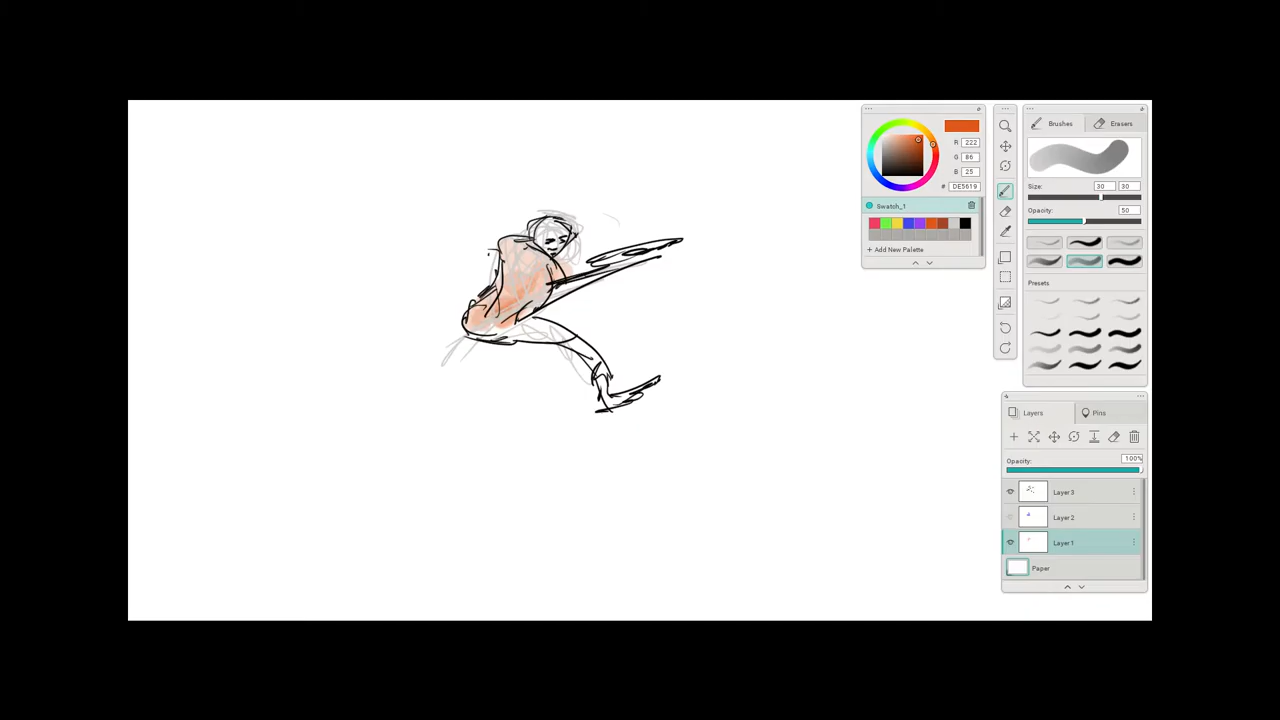 Brushes
Erasers
R 222
G 86
B 25
# DE5619
Size: 30 30
Opacity: 50
Swatch_1
+ Add New Palette
Presets
Layers
Pins
Opacity: 100%
Layer 3
Layer 2
Layer 1
Paper